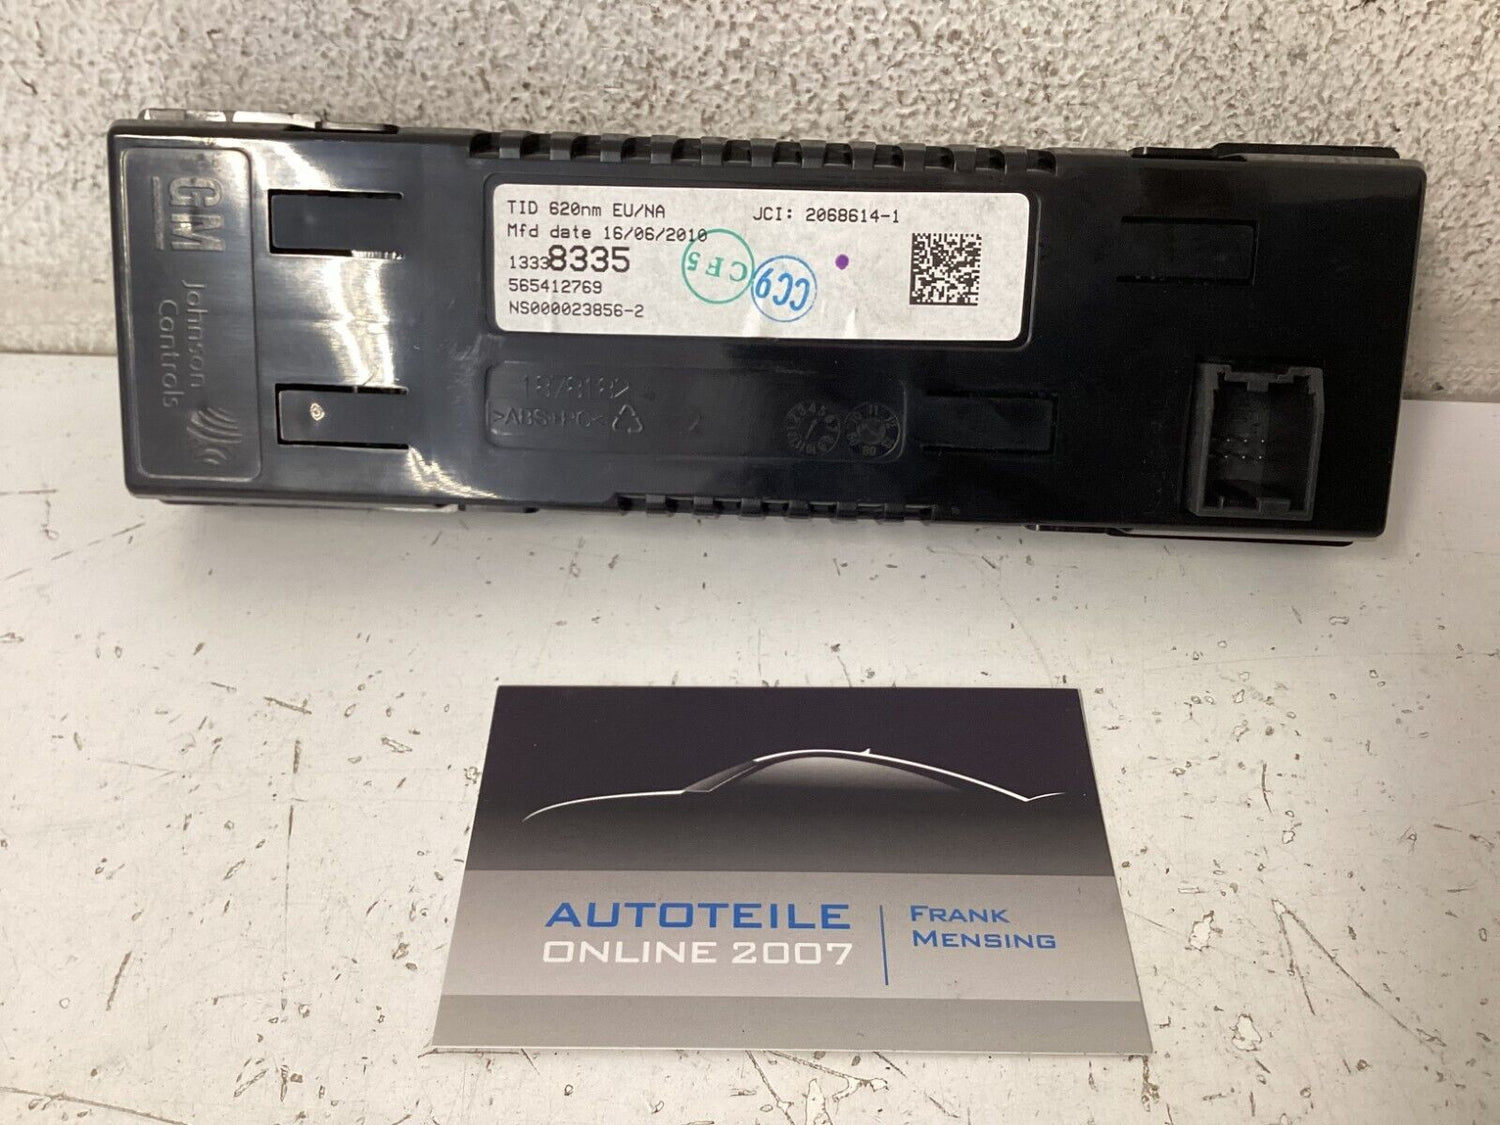 GM
Johnson
Controls
TID 620nm EU/NA
JCI: 2068614-1
Mfd date 16/06/2010
13338335
565412769
NS000023856-2
CF5
CC9
1878182
>ABS+PC<
AUTOTEILE
ONLINE 2007
FRANK
MENSING